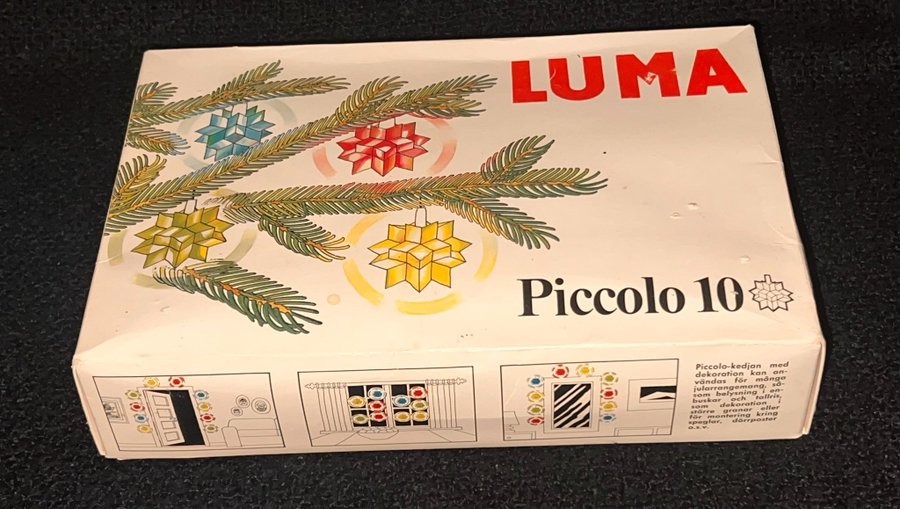 LUMA
Piccolo 10
Piccolo-kedjan med
dekoration kan an-
vändas för många
julararrangemang, så-
som belysning i en-
buskar och tallris,
som dekoration i
större granar eller
för montering kring
speglar, dörrposter
o.s.v.